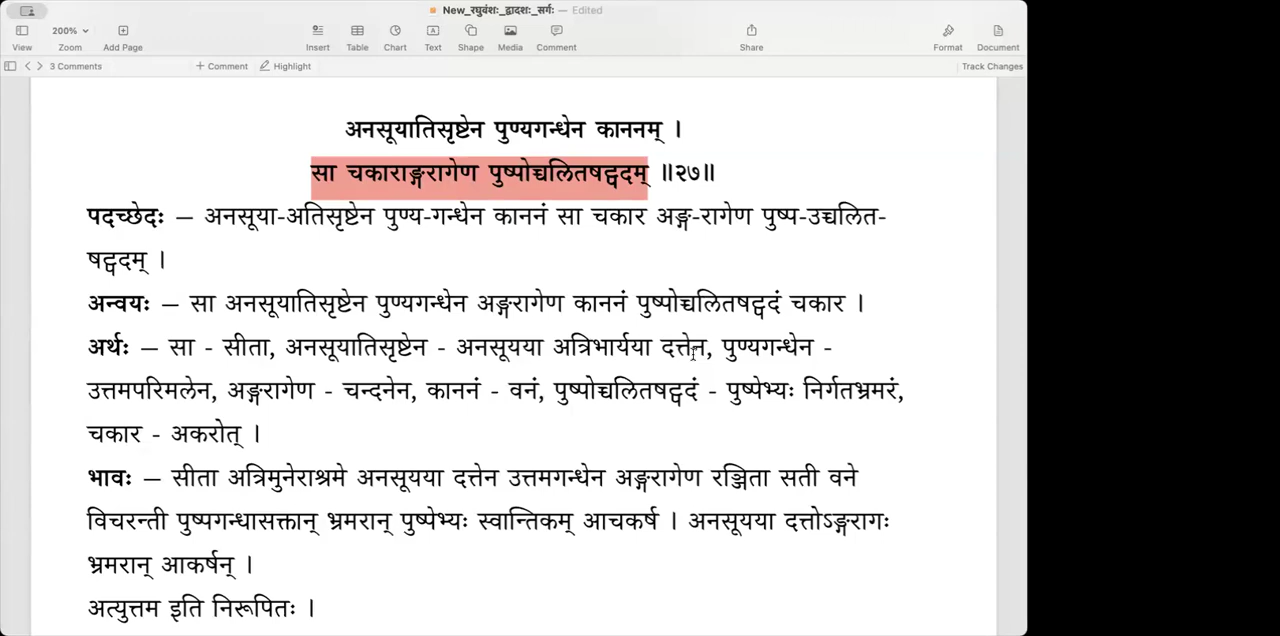 New_रघुवंशः_द्वादशः_सर्गः — Edited
200%
View Zoom Add Page Insert Table Chart Text Shape Media Comment Share Format Document
3 Comments + Comment Highlight Track Changes
अनसूयातिसृष्टेन पुण्यगन्धेन काननम् ।
सा चकाराङ्गरागेण पुष्पोच्चलितषट्पदम् ॥२७॥
पदच्छेदः — अनसूया-अतिसृष्टेन पुण्य-गन्धेन काननं सा चकार अङ्ग-रागेण पुष्प-उच्चलित-
षट्पदम् ।
अन्वयः — सा अनसूयातिसृष्टेन पुण्यगन्धेन अङ्गरागेण काननं पुष्पोच्चलितषट्पदं चकार ।
अर्थः — सा - सीता, अनसूयातिसृष्टेन - अनसूयया अत्रिभार्यया दत्तेन, पुण्यगन्धेन -
उत्तमपरिमलेन, अङ्गरागेण - चन्दनेन, काननं - वनं, पुष्पोच्चलितषट्पदं - पुष्पेभ्यः निर्गतभ्रमरं,
चकार - अकरोत् ।
भावः — सीता अत्रिमुनेराश्रमे अनसूयया दत्तेन उत्तमगन्धेन अङ्गरागेण रञ्जिता सती वने
विचरन्ती पुष्पगन्धासक्तान् भ्रमरान् पुष्पेभ्यः स्वान्तिकम् आचकर्ष । अनसूयया दत्तोऽङ्गरागः
भ्रमरान् आकर्षन् ।
अत्युत्तम इति निरूपितः ।